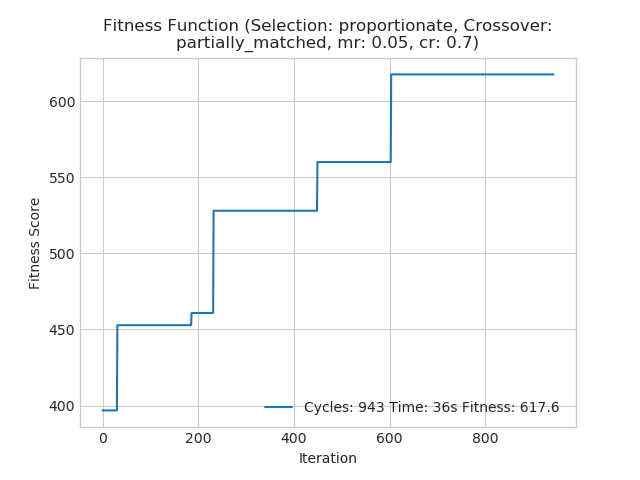 Fitness Function (Selection: proportionate, Crossover:
partially_matched, mr: 0.05, cr: 0.7)
Fitness Score
600
550
500
450
400
Cycles: 943 Time: 36s Fitness: 617.6
0 200 400 600 800
Iteration